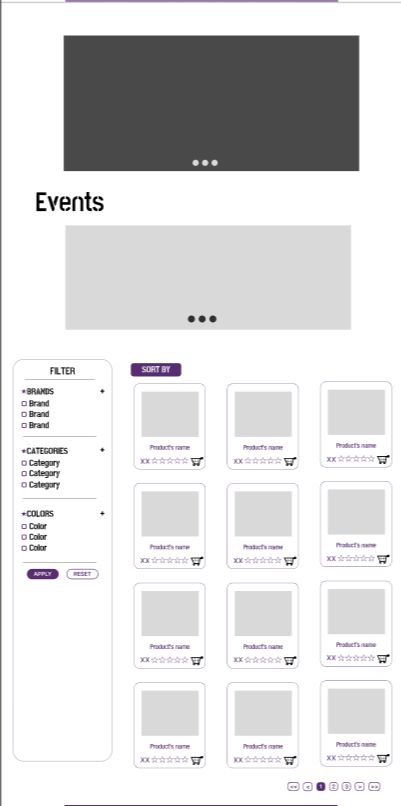 Events
FILTER
*BRANDS +
Brand
Brand
Brand
*CATEGORIES +
Category
Category
Category
*COLORS +
Color
Color
Color
APPLY RESET
SORT BY
Product's name Product's name Product's name
XX XX XX
Product's name Product's name Product's name
XX XX XX
Product's name Product's name Product's name
XX XX XX
Product's name Product's name Product's name
XX XX XX
<< < 1 2 3 > >>